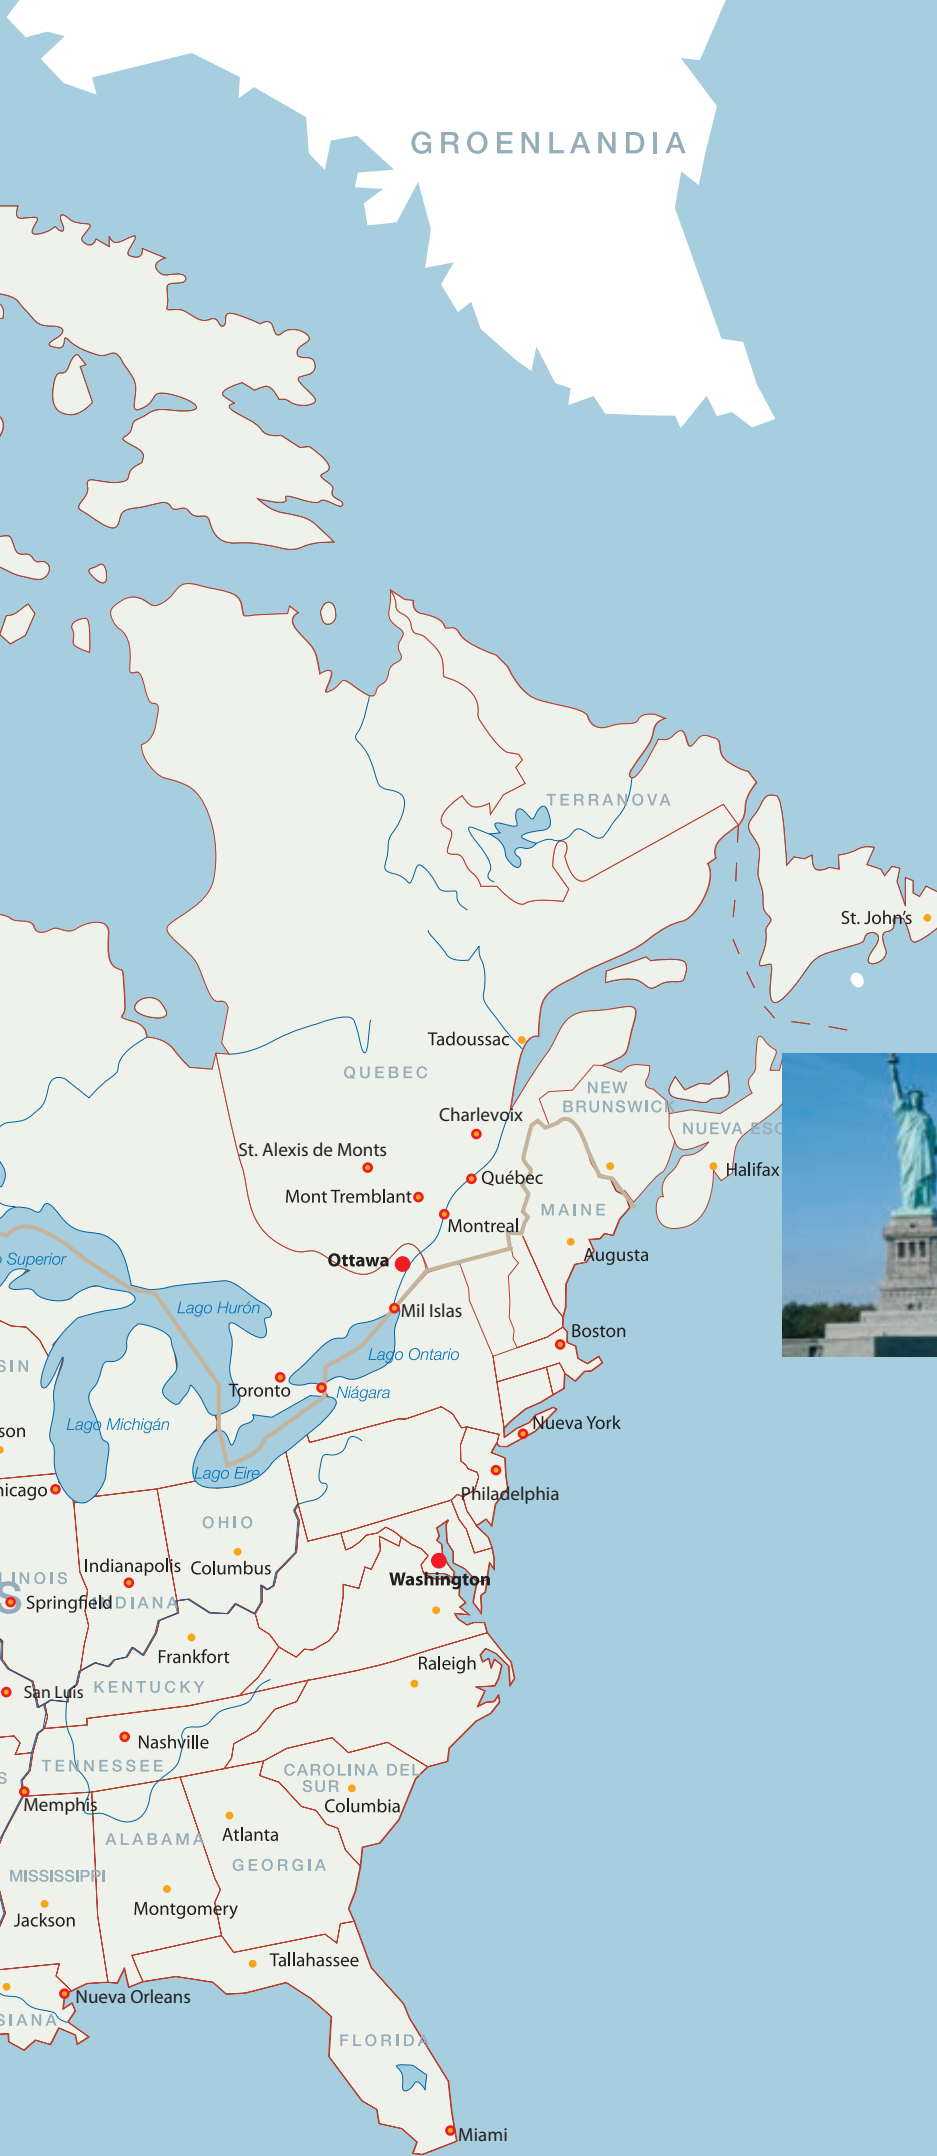 GROENLANDIA
TERRANOVA
St. John's
Tadoussac
QUEBEC
NEW
BRUNSWICK
Charlevoix
NUEVA ESC
St. Alexis de Monts
Halifax
Québec
Mont Tremblant
MAINE
Montreal
Augusta
Superior
Ottawa
Lago Hurón
Mil Islas
Boston
Lago Ontario
SIN
Toronto
Niágara
Lago Michigán
Nueva York
son
Lago Eire
hicago
Philadelphia
OHIO
Indianapolis
Columbus
LINOIS
Washington
S
Springfield
INDIANA
Frankfort
Raleigh
San Luis
KENTUCKY
Nashville
TENNESSEE
CAROLINA DEL
SUR
S
Memphis
Columbia
Atlanta
ALABAMA
GEORGIA
MISSISSIPPI
Montgomery
Jackson
Tallahassee
Nueva Orleans
SIANA
FLORIDA
Miami